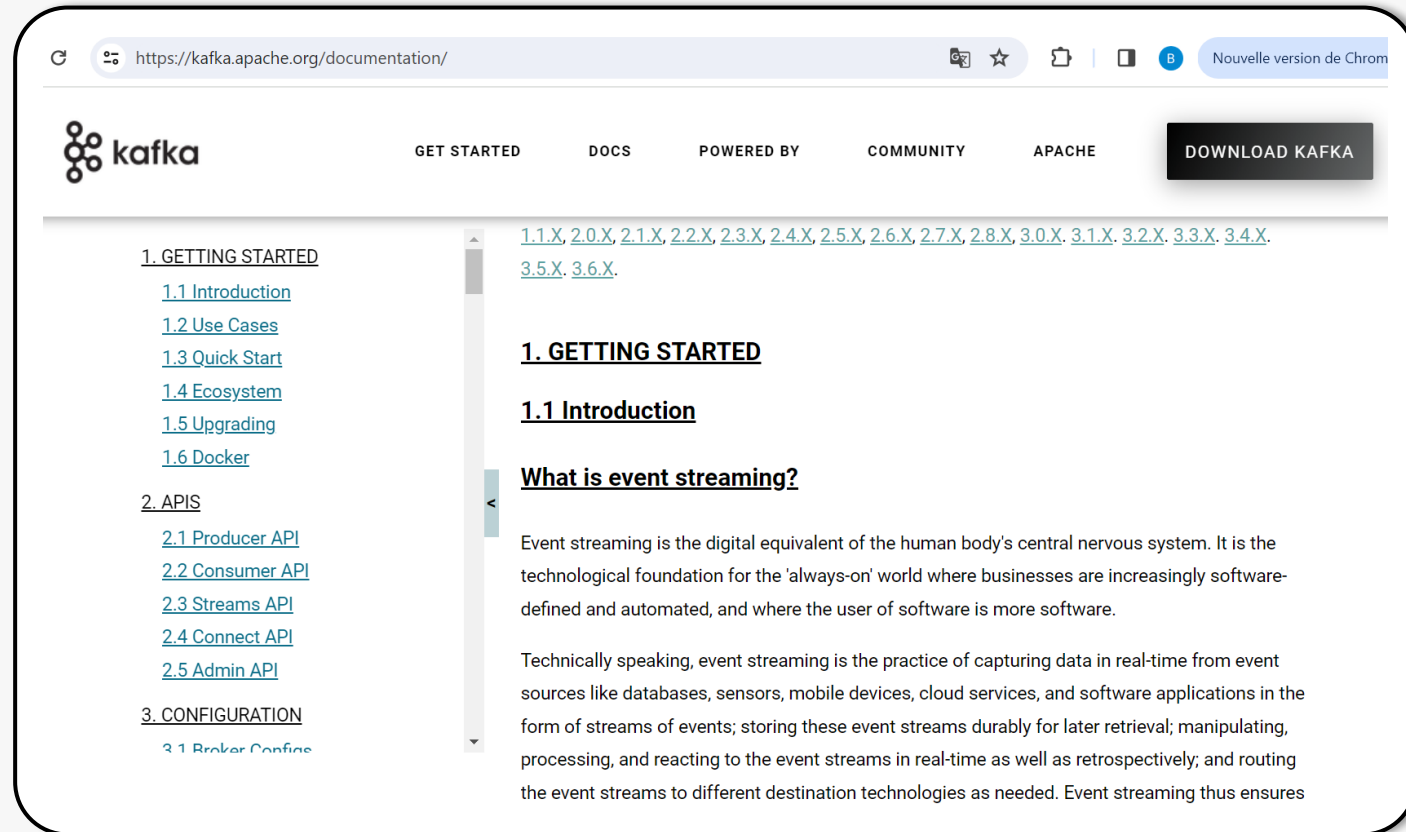 https://kafka.apache.org/documentation/
B
Nouvelle version de Chrom
kafka
GET STARTED
DOCS
POWERED BY
COMMUNITY
APACHE
DOWNLOAD KAFKA
1. GETTING STARTED
1.1 Introduction
1.2 Use Cases
1.3 Quick Start
1.4 Ecosystem
1.5 Upgrading
1.6 Docker
2. APIS
2.1 Producer API
2.2 Consumer API
2.3 Streams API
2.4 Connect API
2.5 Admin API
3. CONFIGURATION
3.1 Broker Configs
<
1.1.X, 2.0.X, 2.1.X, 2.2.X, 2.3.X, 2.4.X, 2.5.X, 2.6.X, 2.7.X, 2.8.X, 3.0.X. 3.1.X. 3.2.X. 3.3.X. 3.4.X.
3.5.X. 3.6.X.
1. GETTING STARTED
1.1 Introduction
What is event streaming?
Event streaming is the digital equivalent of the human body's central nervous system. It is the
technological foundation for the 'always-on' world where businesses are increasingly software-
defined and automated, and where the user of software is more software.
Technically speaking, event streaming is the practice of capturing data in real-time from event
sources like databases, sensors, mobile devices, cloud services, and software applications in the
form of streams of events; storing these event streams durably for later retrieval; manipulating,
processing, and reacting to the event streams in real-time as well as retrospectively; and routing
the event streams to different destination technologies as needed. Event streaming thus ensures